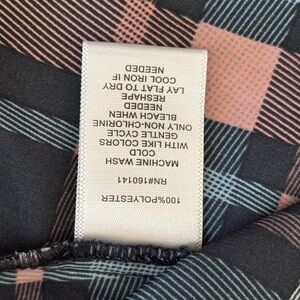 100%POLYESTER
RN#160141
MACHINE WASH
COLD
WITH LIKE COLORS
GENTLE CYCLE
ONLY NON-CHLORINE
BLEACH WHEN
NEEDED
RESHAPE
LAY FLAT TO DRY
COOL IRON IF
NEEDED